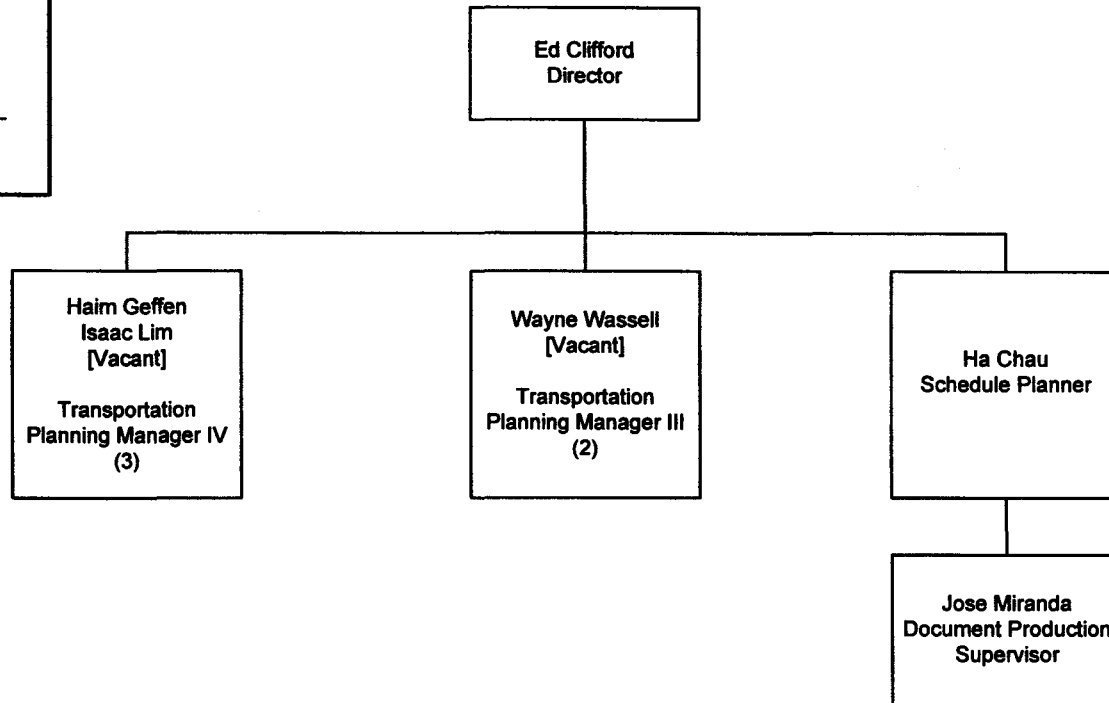 Ed Clifford
Director
Haim Geffen
Isaac Lim
[Vacant]
Transportation
Planning Manager IV
(3)
Wayne Wassell
[Vacant]
Transportation
Planning Manager III
(2)
Ha Chau
Schedule Planner
Jose Miranda
Document Production
Supervisor